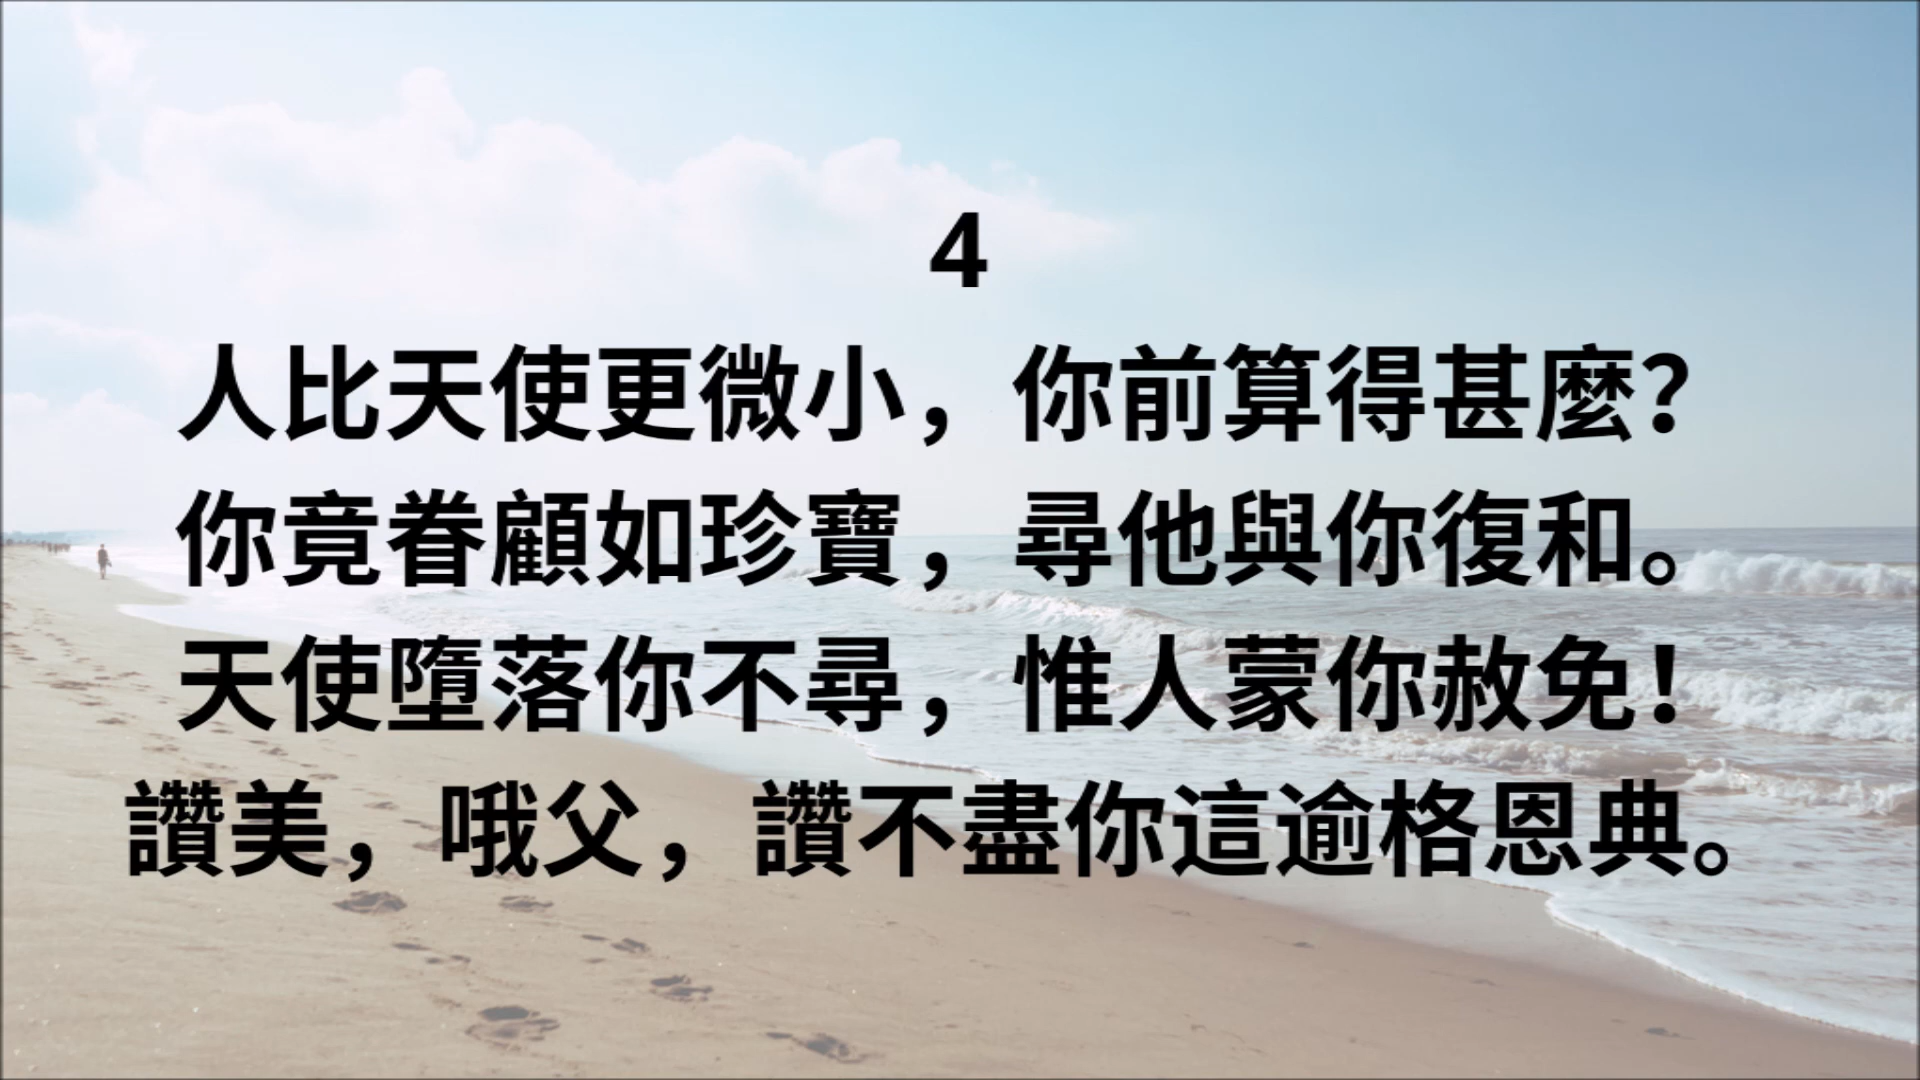 4
人比天使更微小，你前算得甚麼？
你竟眷顧如珍寶，尋他與你復和。
天使墮落你不尋，惟人蒙你赦免！
讚美，哦父，讚不盡你這逾格恩典。